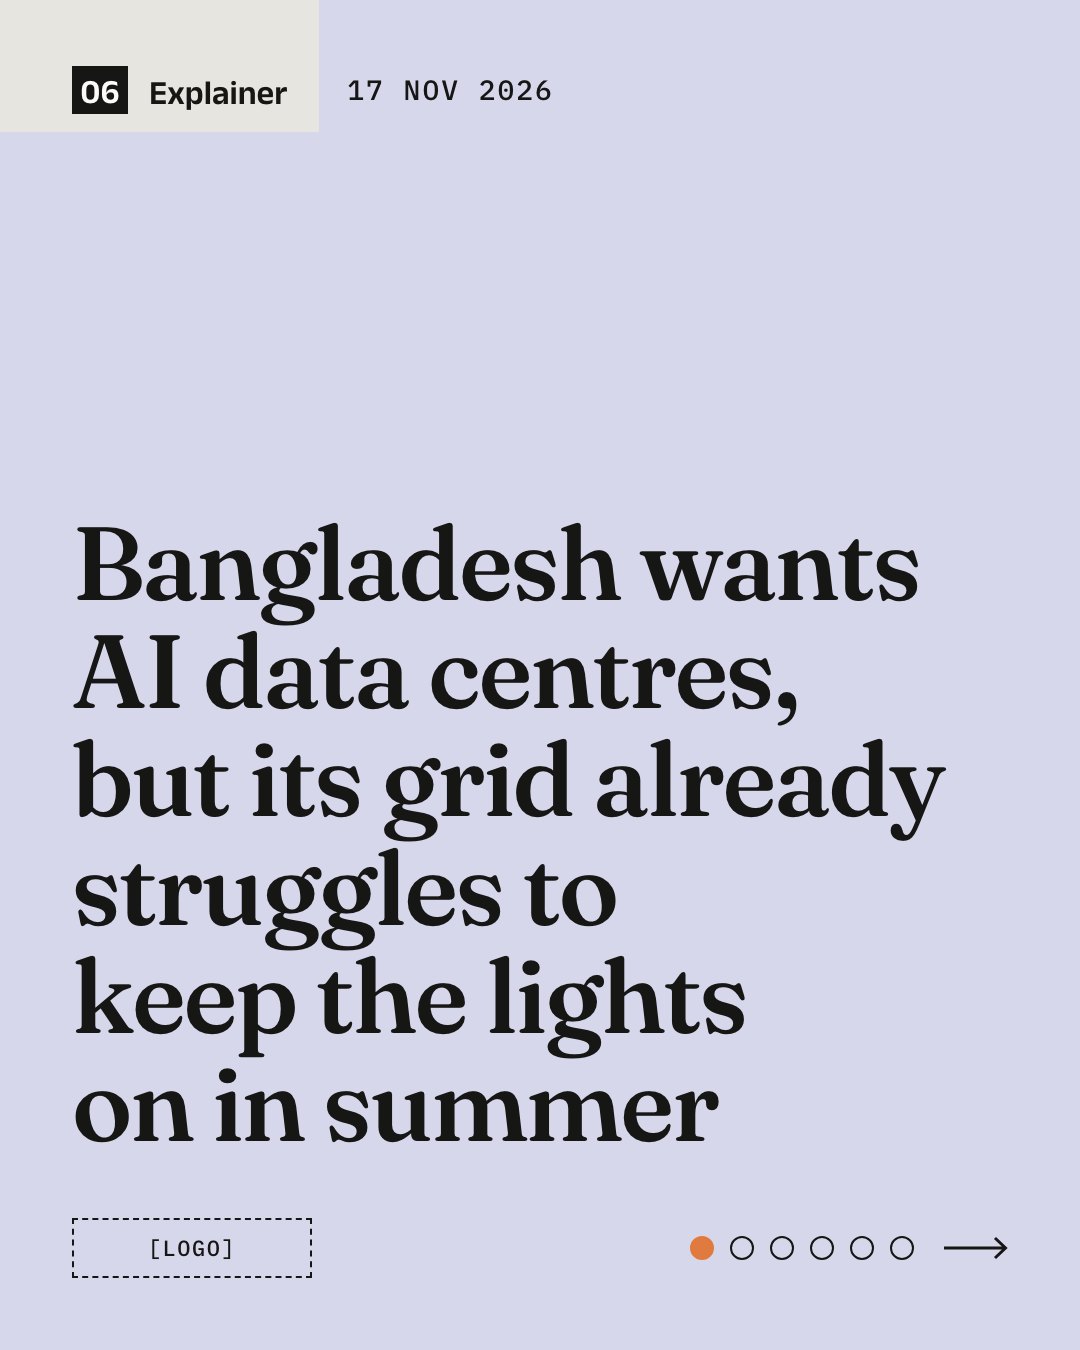 06 Explainer 17 NOV 2026
Bangladesh wants
AI data centres,
but its grid already
struggles to
keep the lights
on in summer
[LOGO]